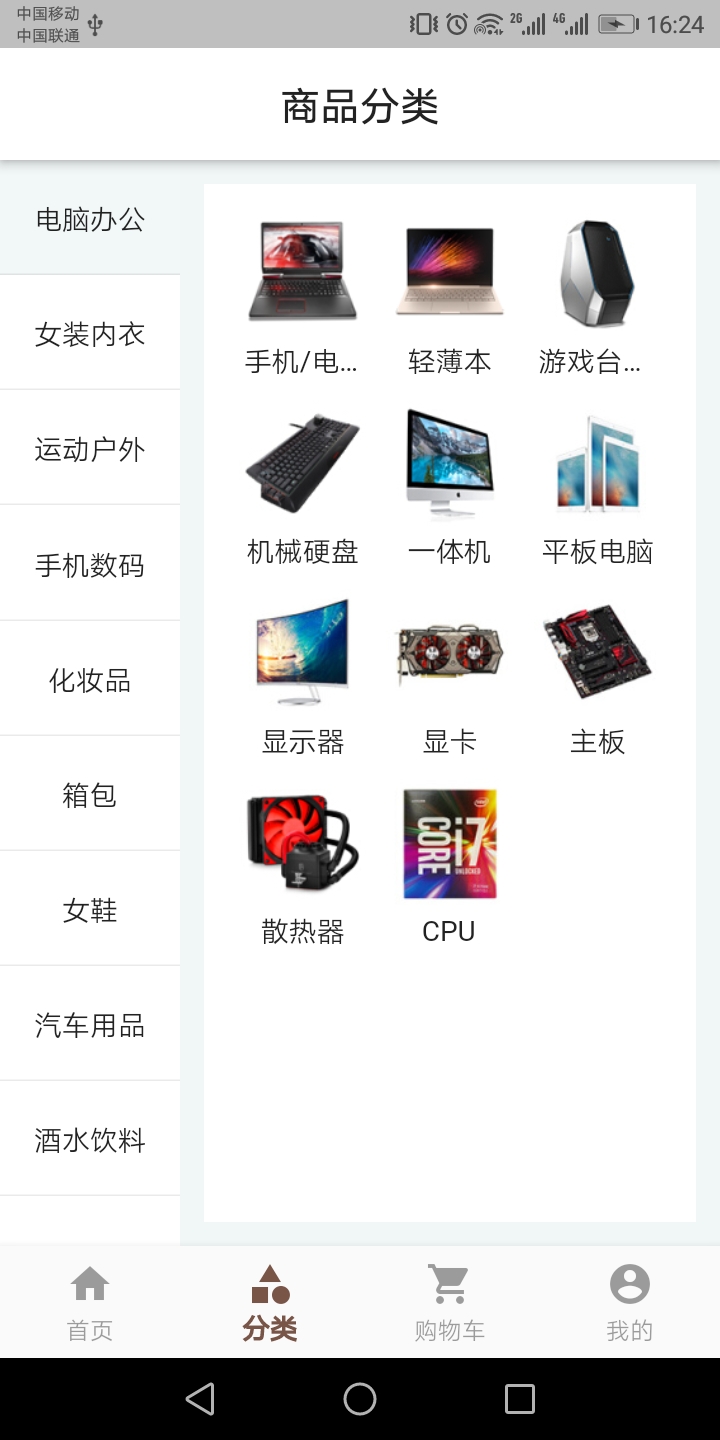 中国移动
中国联通
2G 4G 16:24
商品分类
电脑办公
女装内衣
运动户外
手机数码
化妆品
箱包
女鞋
汽车用品
酒水饮料
手机/电... 轻薄本 游戏台...
机械硬盘 一体机 平板电脑
显示器 显卡 主板
CORE i7
UNLOCKED
散热器 CPU
首页 分类 购物车 我的